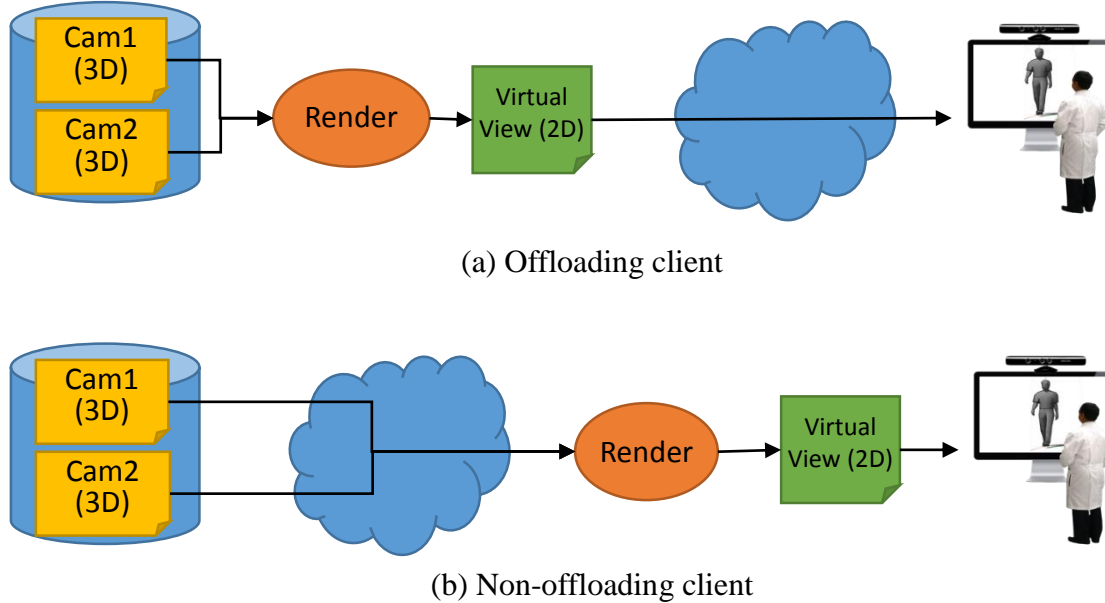 Cam1
(3D)
Cam2
(3D)
Render
Virtual
View (2D)
(a) Offloading client
Cam1
(3D)
Cam2
(3D)
Render
Virtual
View (2D)
(b) Non-offloading client